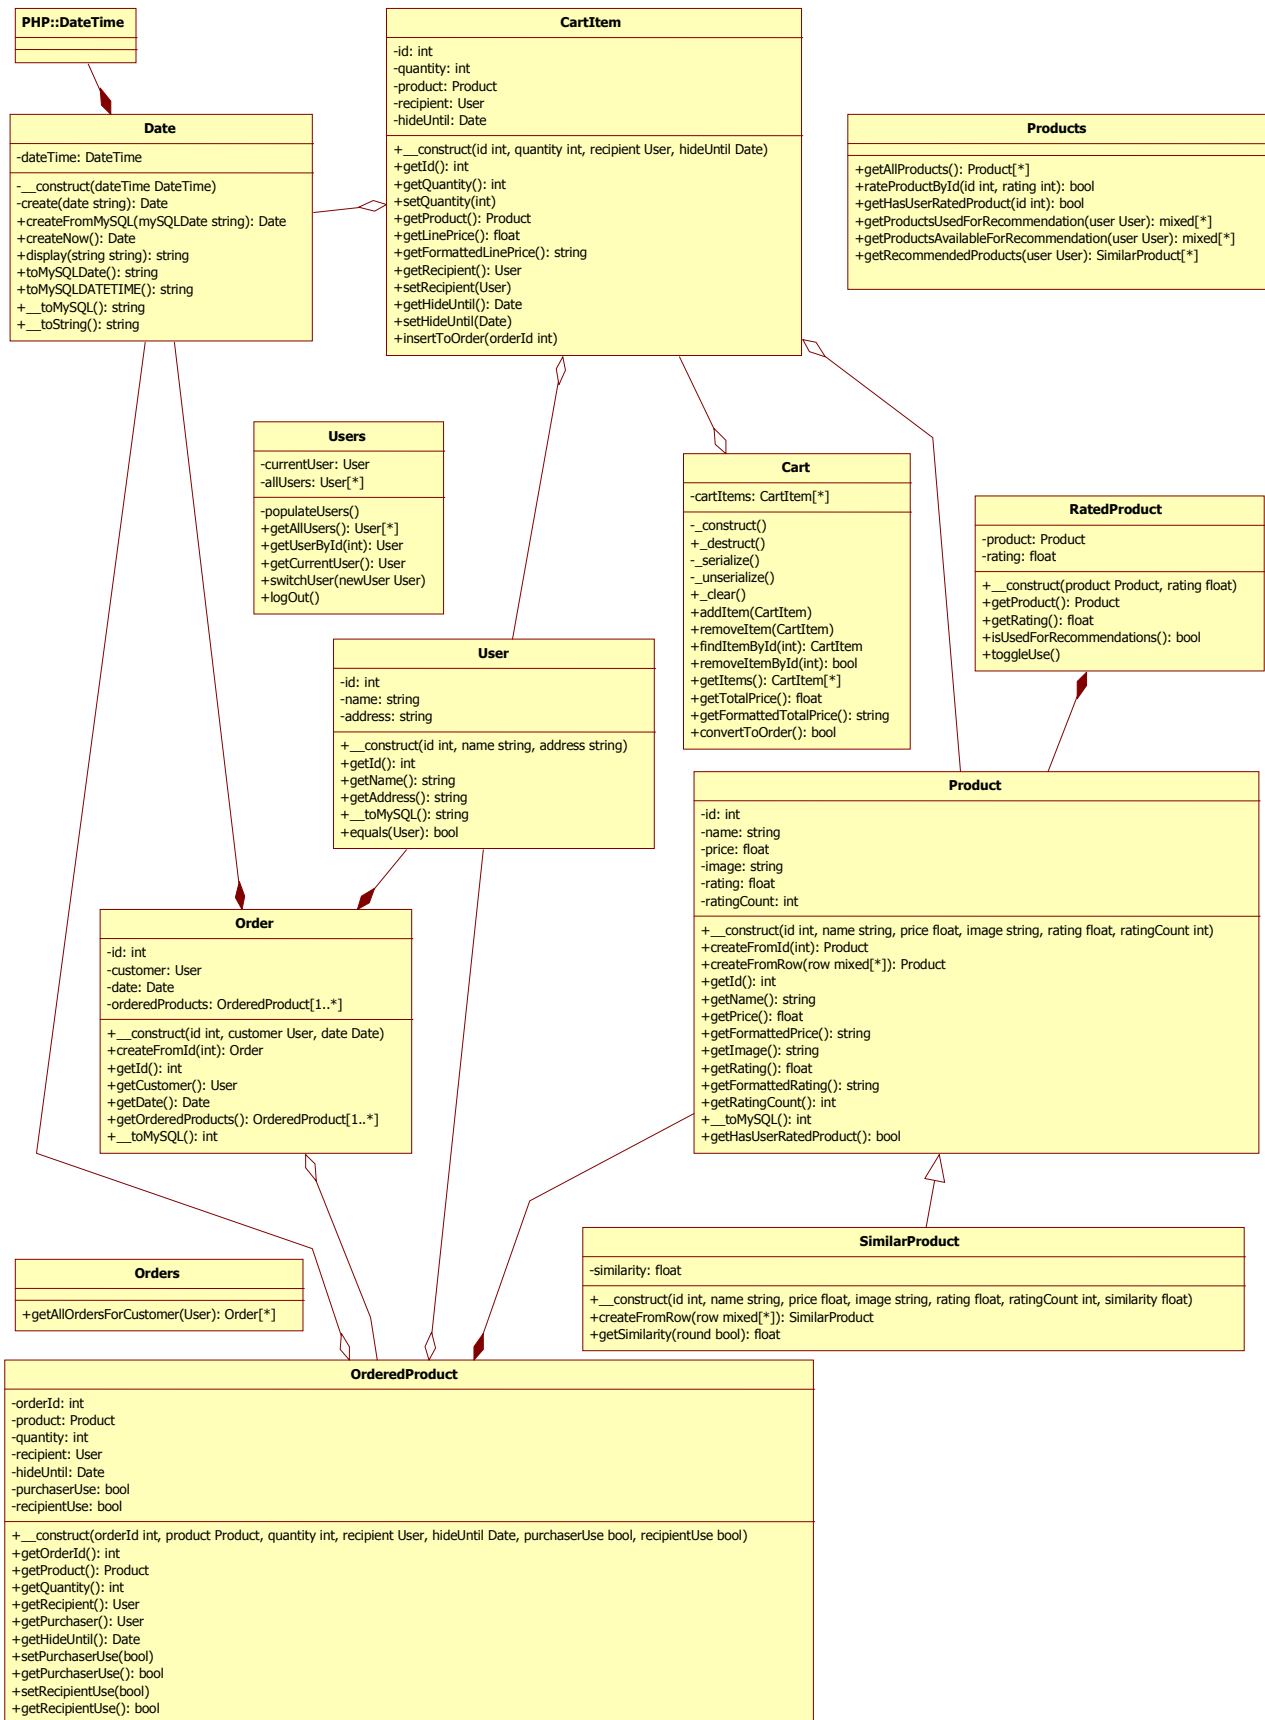 PHP::DateTime
CartItem
-id: int
-quantity: int
-product: Product
-recipient: User
-hideUntil: Date
+__construct(id int, quantity int, recipient User, hideUntil Date)
+getId(): int
+getQuantity(): int
+setQuantity(int)
+getProduct(): Product
+getLinePrice(): float
+getFormattedLinePrice(): string
+getRecipient(): User
+setRecipient(User)
+getHideUntil(): Date
+setHideUntil(Date)
+insertToOrder(orderId int)
Date
-dateTime: DateTime
-__construct(dateTime DateTime)
-create(date string): Date
+createFromMySQL(mySQLDate string): Date
+createNow(): Date
+display(string string): string
+toMySQLDate(): string
+toMySQLDATETIME(): string
+__toMySQL(): string
+__toString(): string
Products
+getAllProducts(): Product[*]
+rateProductById(id int, rating int): bool
+getHasUserRatedProduct(id int): bool
+getProductsUsedForRecommendation(user User): mixed[*]
+getProductsAvailableForRecommendation(user User): mixed[*]
+getRecommendedProducts(user User): SimilarProduct[*]
Users
-currentUser: User
-allUsers: User[*]
-populateUsers()
+getAllUsers(): User[*]
+getUserById(int): User
+getCurrentUser(): User
+switchUser(newUser User)
+logOut()
Cart
-cartItems: CartItem[*]
-_construct()
+_destruct()
-_serialize()
-_unserialize()
+_clear()
+addItem(CartItem)
+removeItem(CartItem)
+findItemById(int): CartItem
+removeItemById(int): bool
+getItems(): CartItem[*]
+getTotalPrice(): float
+getFormattedTotalPrice(): string
+convertToOrder(): bool
RatedProduct
-product: Product
-rating: float
+__construct(product Product, rating float)
+getProduct(): Product
+getRating(): float
+isUsedForRecommendations(): bool
+toggleUse()
User
-id: int
-name: string
-address: string
+__construct(id int, name string, address string)
+getId(): int
+getName(): string
+getAddress(): string
+__toMySQL(): string
+equals(User): bool
Product
-id: int
-name: string
-price: float
-image: string
-rating: float
-ratingCount: int
+__construct(id int, name string, price float, image string, rating float, ratingCount int)
+createFromId(int): Product
+createFromRow(row mixed[*]): Product
+getId(): int
+getName(): string
+getPrice(): float
+getFormattedPrice(): string
+getImage(): string
+getRating(): float
+getFormattedRating(): string
+getRatingCount(): int
+__toMySQL(): int
+getHasUserRatedProduct(): bool
Order
-id: int
-customer: User
-date: Date
-orderedProducts: OrderedProduct[1..*]
+__construct(id int, customer User, date Date)
+createFromId(int): Order
+getId(): int
+getCustomer(): User
+getDate(): Date
+getOrderedProducts(): OrderedProduct[1..*]
+__toMySQL(): int
SimilarProduct
-similarity: float
+__construct(id int, name string, price float, image string, rating float, ratingCount int, similarity float)
+createFromRow(row mixed[*]): SimilarProduct
+getSimilarity(round bool): float
Orders
+getAllOrdersForCustomer(User): Order[*]
OrderedProduct
-orderId: int
-product: Product
-quantity: int
-recipient: User
-hideUntil: Date
-purchaserUse: bool
-recipientUse: bool
+__construct(orderId int, product Product, quantity int, recipient User, hideUntil Date, purchaserUse bool, recipientUse bool)
+getOrderId(): int
+getProduct(): Product
+getQuantity(): int
+getRecipient(): User
+getPurchaser(): User
+getHideUntil(): Date
+setPurchaserUse(bool)
+getPurchaserUse(): bool
+setRecipientUse(bool)
+getRecipientUse(): bool